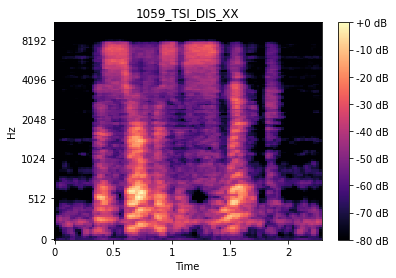 1059_TSI_DIS_XX
8192
4096
2048
1024
512
0
Hz
0
0.5
1
1.5
2
Time
+0 dB
-10 dB
-20 dB
-30 dB
-40 dB
-50 dB
-60 dB
-70 dB
-80 dB